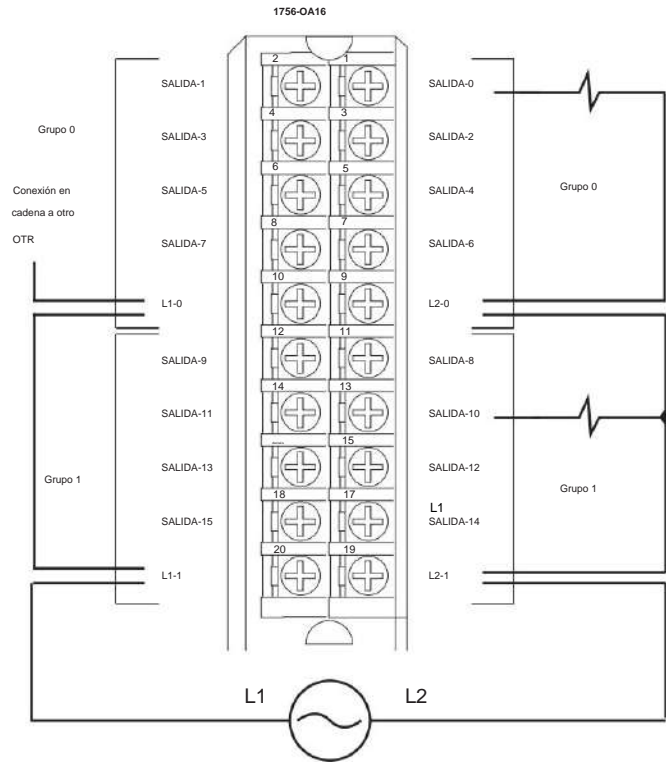 1756-OA16
2 1
SALIDA-1 SALIDA-0
4 3
Grupo 0
SALIDA-3 SALIDA-2
6 5
Grupo 0
Conexión en
cadena a otro
OTR
SALIDA-5 SALIDA-4
8 7
SALIDA-7 SALIDA-6
10 9
L1-0 L2-0
12 11
SALIDA-9 SALIDA-8
14 13
SALIDA-11 SALIDA-10
15
SALIDA-13 SALIDA-12
Grupo 1 Grupo 1
18 17
L1
SALIDA-15 SALIDA-14
20 19
L1-1 L2-1
L1 L2